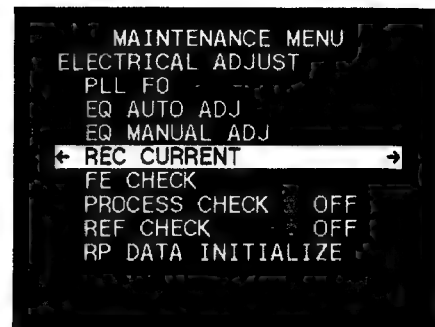 MAINTENANCE MENU
ELECTRICAL ADJUST
PLL FO
EQ AUTO ADJ
EQ MANUAL ADJ
← REC CURRENT →
FE CHECK
PROCESS CHECK OFF
REF CHECK OFF
RP DATA INITIALIZE